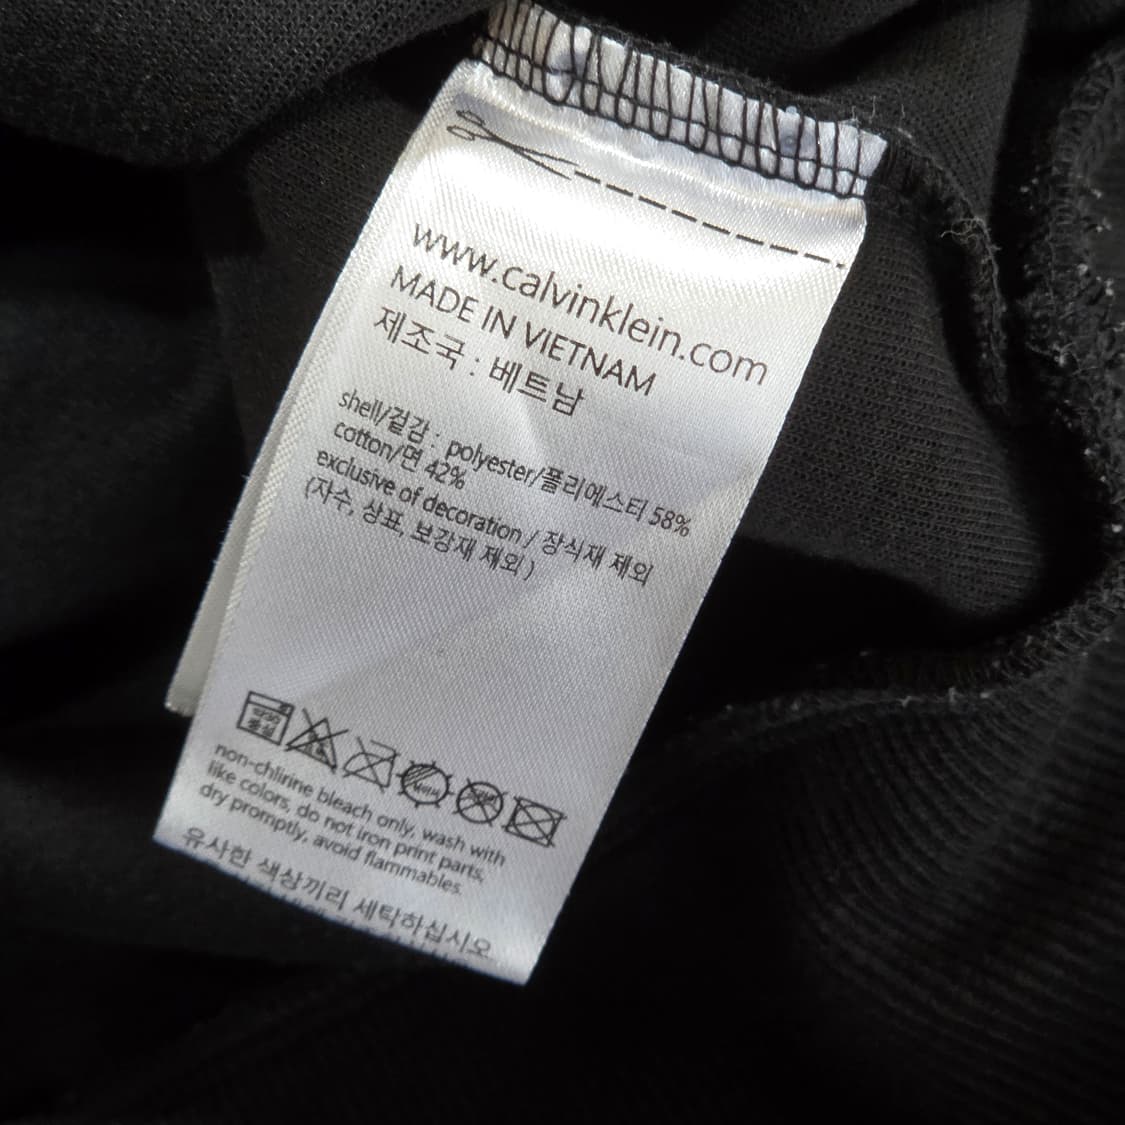 www.calvinklein.com
MADE IN VIETNAM
제조국 : 베트남
shell/겉감 : polyester/폴리에스터 58%
cotton/면 42%
exclusive of decoration / 장식재 제외
(자수, 상표, 보강재 제외)
non-chlirine bleach only, wash with
like colors, do not iron print parts,
dry promptly, avoid flammables.
유사한 색상끼리 세탁하십시오